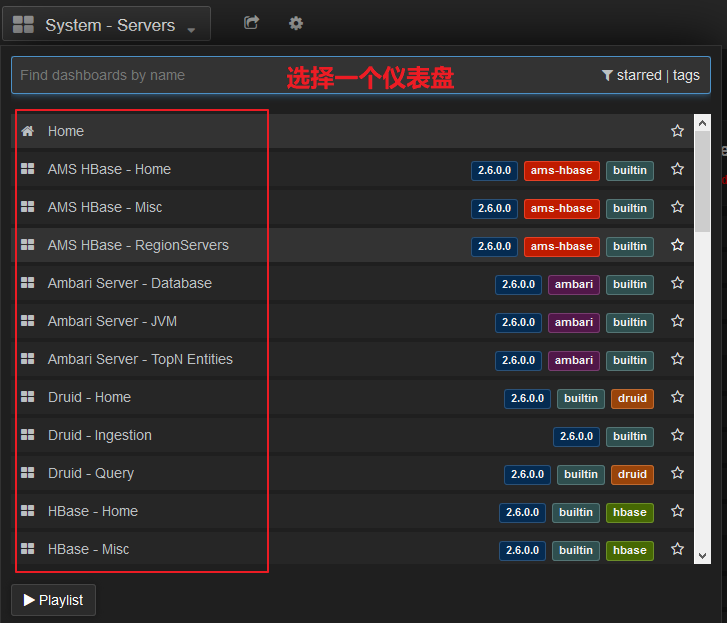 System - Servers
Find dashboards by name 选择一个仪表盘 starred | tags
Home
AMS HBase - Home 2.6.0.0 ams-hbase builtin
AMS HBase - Misc 2.6.0.0 ams-hbase builtin
AMS HBase - RegionServers 2.6.0.0 ams-hbase builtin
Ambari Server - Database 2.6.0.0 ambari builtin
Ambari Server - JVM 2.6.0.0 ambari builtin
Ambari Server - TopN Entities 2.6.0.0 ambari builtin
Druid - Home 2.6.0.0 builtin druid
Druid - Ingestion 2.6.0.0 builtin
Druid - Query 2.6.0.0 builtin druid
HBase - Home 2.6.0.0 builtin hbase
HBase - Misc 2.6.0.0 builtin hbase
Playlist